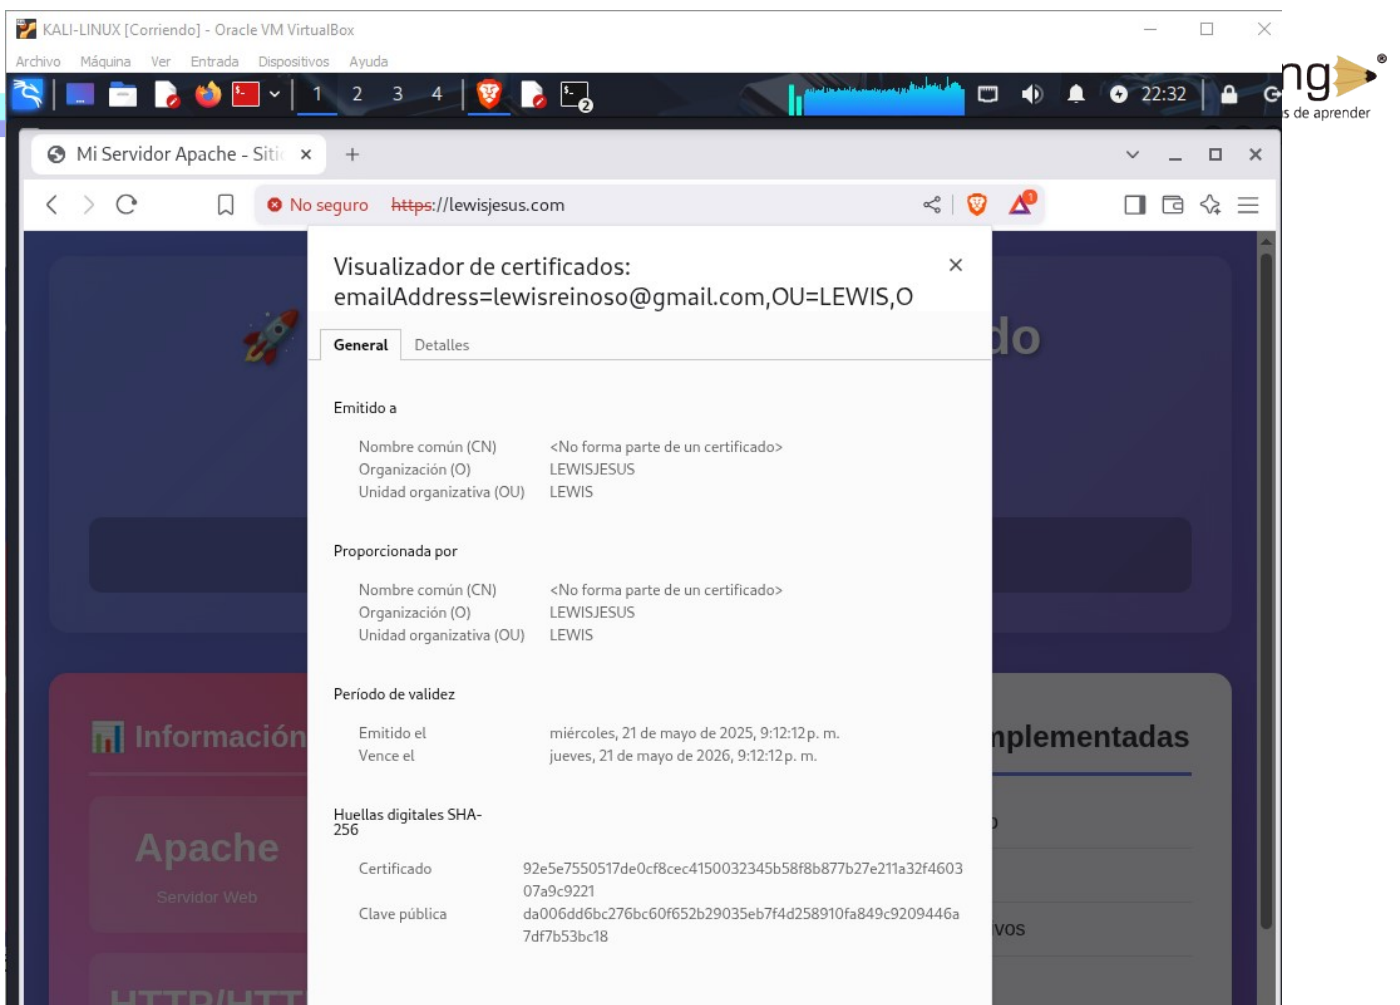 KALI-LINUX [Corriendo] - Oracle VM VirtualBox
Archivo Máquina Ver Entrada Dispositivos Ayuda
1 2 3 4 2 22:32
ng®
s de aprender
Mi Servidor Apache - Siti
No seguro https://lewisjesus.com 1
Visualizador de certificados:
emailAddress=lewisreinoso@gmail.com,OU=LEWIS,O
do
General Detalles
Emitido a
Nombre común (CN) <No forma parte de un certificado>
Organización (O) LEWISJESUS
Unidad organizativa (OU) LEWIS
Proporcionada por
Nombre común (CN) <No forma parte de un certificado>
Organización (O) LEWISJESUS
Unidad organizativa (OU) LEWIS
Período de validez
Emitido el miércoles, 21 de mayo de 2025, 9:12:12 p. m.
Vence el jueves, 21 de mayo de 2026, 9:12:12 p. m.
Información
mplementadas
Huellas digitales SHA-
256
Certificado 92e5e7550517de0cf8cec4150032345b58f8b877b27e211a32f4603
07a9c9221
Clave pública da006dd6bc276bc60f652b29035eb7f4d258910fa849c9209446a
7df7b53bc18
Apache
Servidor Web
ivos
HTTP/HTT